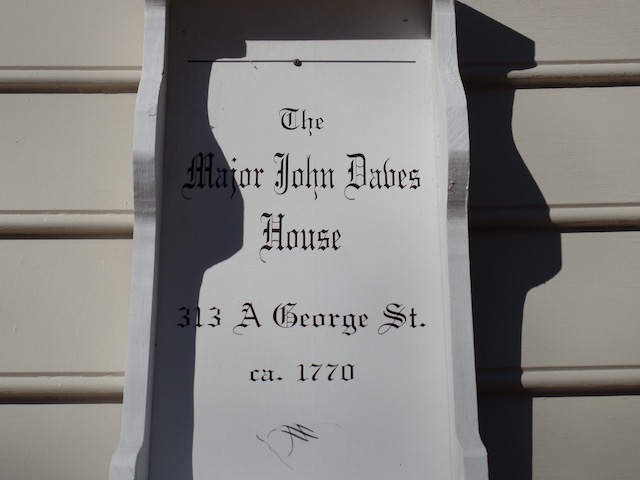 The
Major John Daves
House
313 A George St.
ca. 1770